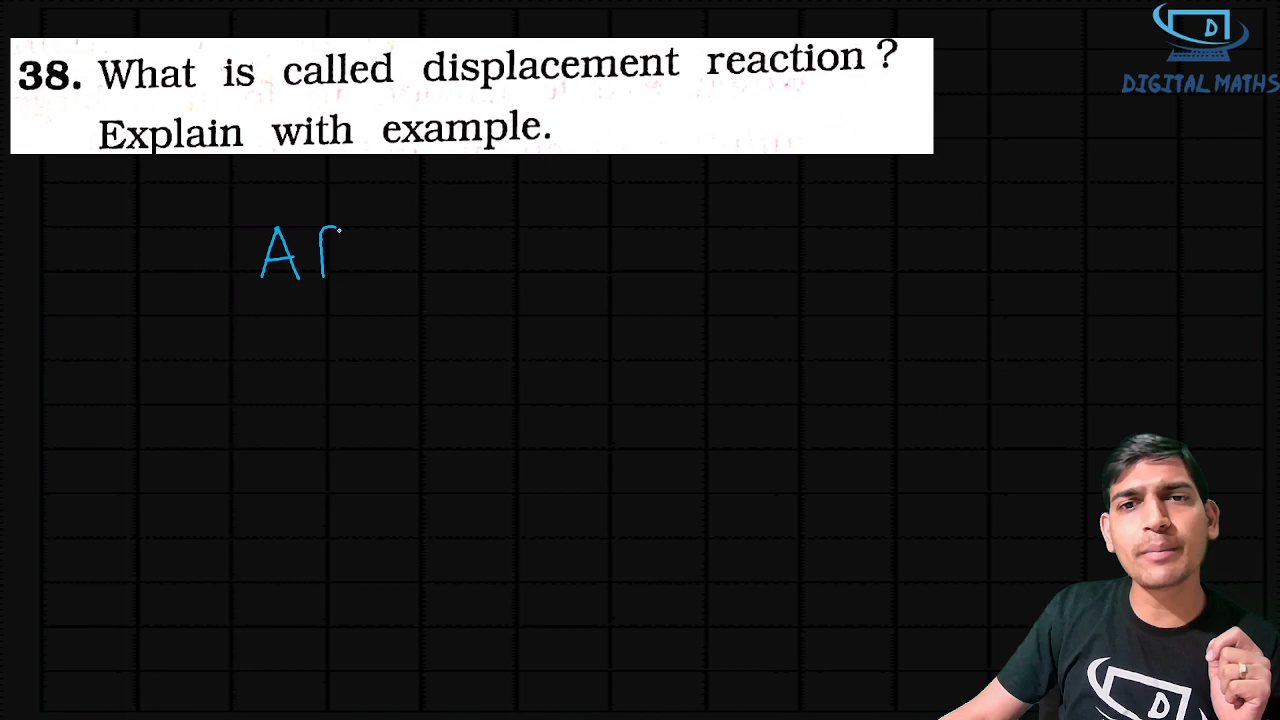 38. What is called displacement reaction ?
Explain with example.
D
DIGITAL MATHS
A
D